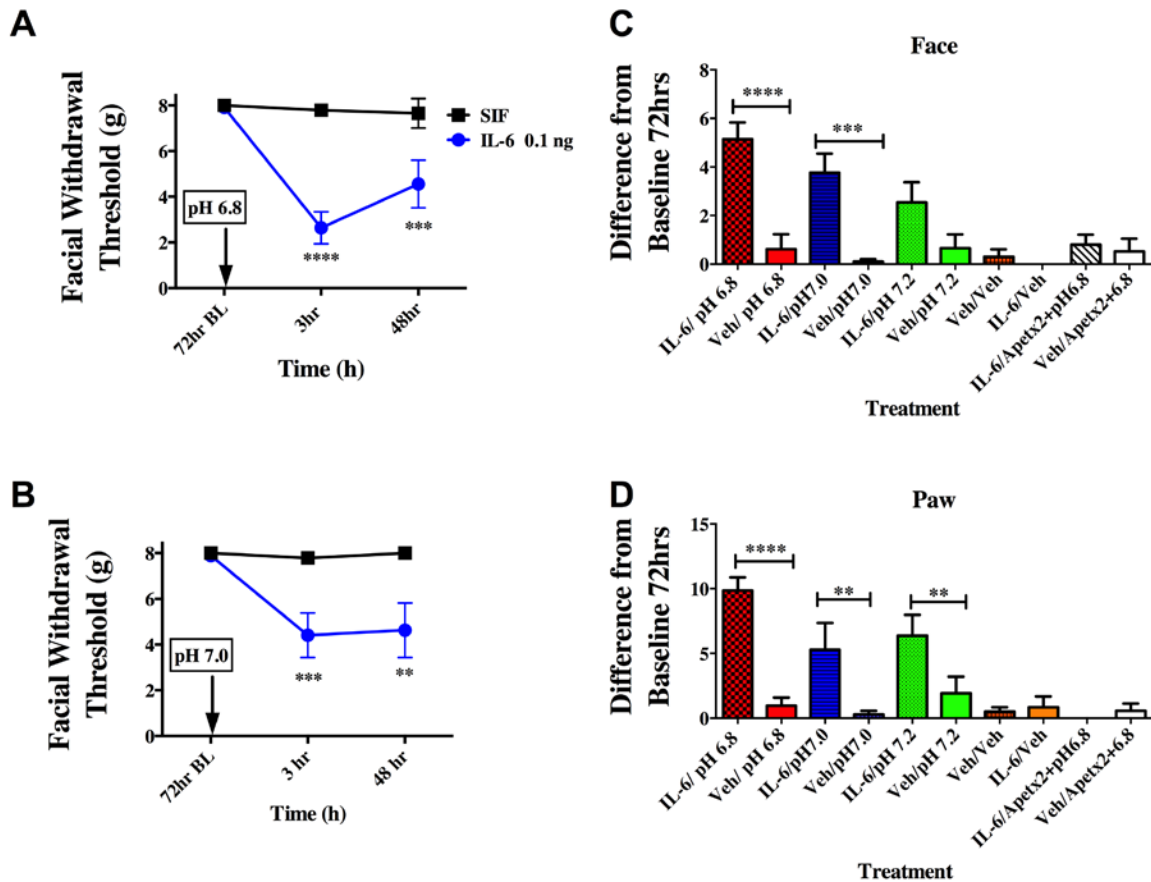 A
Facial Withdrawal
Threshold (g)
8
6
4
2
0
pH 6.8
SIF
IL-6 0.1 ng
****
***
72hr BL
3hr
48hr
Time (h)
B
Facial Withdrawal
Threshold (g)
8
6
4
2
0
pH 7.0
***
**
72hr BL
3 hr
48 hr
Time (h)
C
Face
Difference from
Baseline 72hrs
8
6
4
2
0
****
***
IL-6/ pH 6.8
Veh/ pH 6.8
IL-6/pH7.0
Veh/pH7.0
IL-6/pH 7.2
Veh/pH 7.2
Veh/Veh
IL-6/Veh
IL-6/Apetx2+pH6.8
Veh/Apetx2+6.8
Treatment
D
Paw
Difference from
Baseline 72hrs
15
10
5
0
****
**
**
IL-6/ pH 6.8
Veh/ pH 6.8
IL-6/pH7.0
Veh/pH7.0
IL-6/pH 7.2
Veh/pH 7.2
Veh/Veh
IL-6/Veh
IL-6/Apetx2+pH6.8
Veh/Apetx2+6.8
Treatment